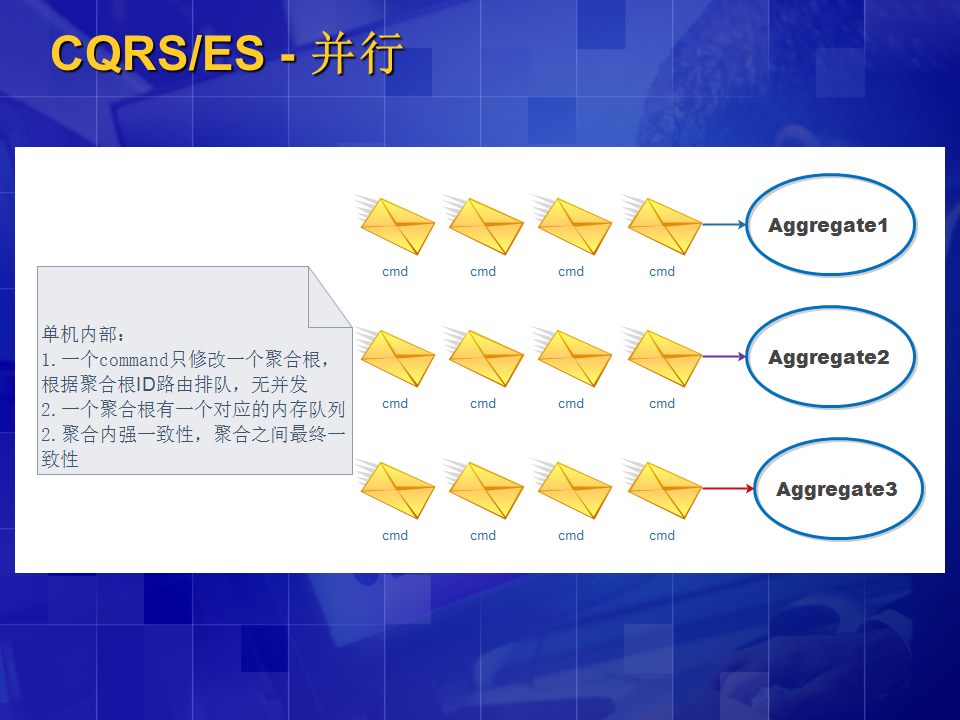 CQRS/ES - 并行
cmd cmd cmd cmd
Aggregate1
单机内部：
1.一个command只修改一个聚合根，
根据聚合根ID路由排队，无并发
2.一个聚合根有一个对应的内存队列
2.聚合内强一致性，聚合之间最终一
致性
cmd cmd cmd cmd
Aggregate2
cmd cmd cmd cmd
Aggregate3